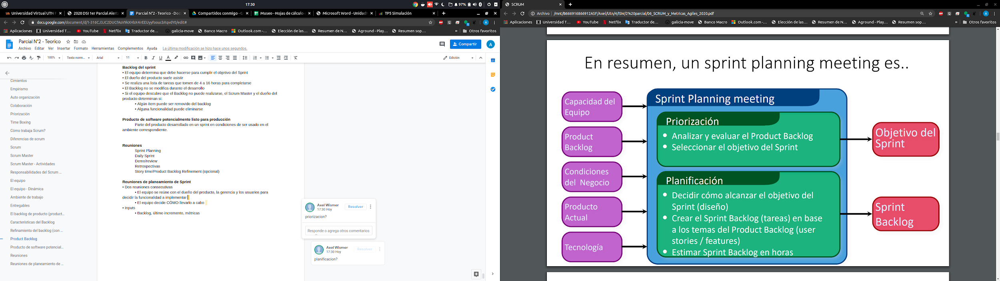 17:30
97%
Universidad Virtual UTN F
2020 DSI 1er Parcial Alerta
Parcial N°2 - Teorico - Doc
Compartidos conmigo - G
Museo - Hojas de cálculo
Microsoft Word - Unidad
TP5 Simulación
docs.google.com/document/d/1-316CJ3JC2DUCfAsV9kXHbX4irEEUyyfooucbXqvdY0/edit#
Aplicaciones
Universidad T...
YouTube
Netflix
Traductor de...
galicia-move
Banco Macro
Outlook.com -...
Elección de las...
Resumen de N...
Aground - Play...
Resumen sop...
»
Otros favoritos
Parcial N°2 - Teorico
Archivo Editar Ver Insertar Formato Herramientas Complementos Ayuda
La última modificación se hizo hace unos segundos.
Compartir
A
100%
Texto norm...
Arial
11
B I U A
Edición
Cimientos
Empirismo
Auto organización
Colaboración
Priorización
Time Boxing
Cómo trabaja Scrum?
Diferencias de scrum
Scrum
Scrum Master
Scrum Master - Actividades
Responsabilidades del Scrum ...
El equipo
El equipo - Dinámica
Ambiente de trabajo
Entregables
El backlog de producto (product...
Características del Backlog
Refinamiento del backlog (con ...
Product Backlog
Producto de software potencial...
Reuniones
Reuniones de planeamiento de ...
Backlog del sprint
• El equipo determina que debe hacerse para cumplir el objetivo del Sprint
• El dueño del producto suele asistir
• Se realiza una lista de tareas que tomen de 4 a 16 horas para completarse
• El Backlog no se modifica durante el desarrollo
• Si el equipo descubre que el Backlog no puede realizarse, el Scrum Master y el dueño del
producto determinan si:
• Algún ítem puede ser removido del backlog
• Alguna funcionalidad puede eliminarse
Producto de software potencialmente listo para producción
Parte del producto desarrollado en un sprint en condiciones de ser usado en el
ambiente correspondiente.
Reuniones
Sprint Planning
Daily Sprint
Demo/review
Retrospectivas
Story time/Product Backlog Refinement (opcional)
Reuniones de planeamiento de Sprint
• Dos reuniones consecutivas
• El equipo se reúne con el dueño del producto, la gerencia y los usuarios para
decidir la funcionalidad a implementar
• El equipo decide CÓMO llevarlo a cabo
• Inputs
• Backlog, último incremento, métricas
Axel Wismer
17:30 Hoy
Resolver
priorizacion?
Responde o agrega otros comentarios
Axel Wismer
17:30 Hoy
Resolver
planificacion?
SCRUM
Archivo | /mnt/B666916866912A5F/Axel/Utn/4/ISW/2%20parcial/06_SCRUM_y_Metricas_Agiles_2020.pdf
Aplicaciones
Universidad T...
YouTube
Netflix
Traductor de...
galicia-move
Banco Macro
Outlook.com -...
Elección de las...
Resumen de N...
Aground - Play...
Resumen sop...
»
Otros favoritos
En resumen, un sprint planning meeting es..
Capacidad del
Equipo
Product
Backlog
Condiciones
del Negocio
Producto
Actual
Tecnología
Sprint Planning meeting
Priorización
• Analizar y evaluar el Product Backlog
• Seleccionar el objetivo del Sprint
Planificación
• Decidir cómo alcanzar el objetivo del
Sprint (diseño)
• Crear el Sprint Backlog (tareas) en base
a los temas del Product Backlog (user
stories / features)
• Estimar Sprint Backlog en horas
Objetivo del
Sprint
Sprint
Backlog